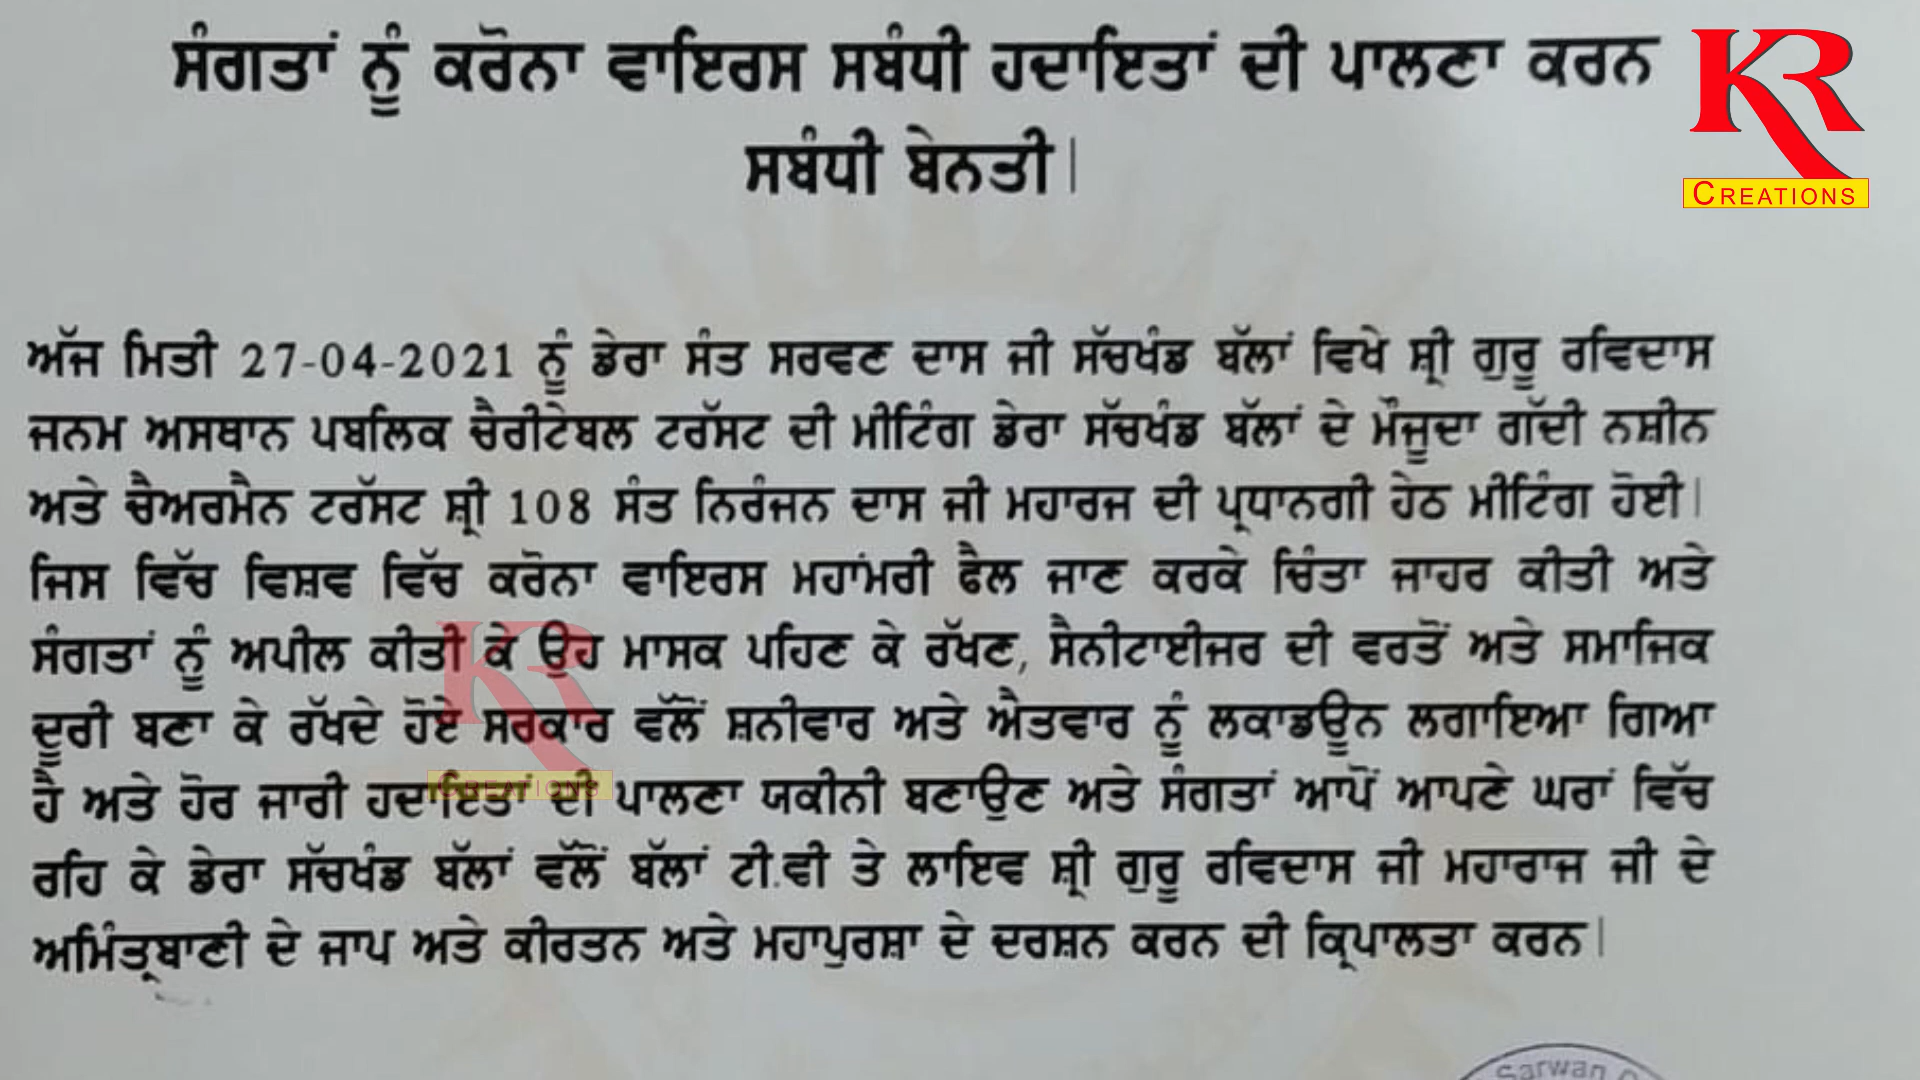 ਸੰਗਤਾਂ ਨੂੰ ਕਰੋਨਾ ਵਾਇਰਸ ਸਬੰਧੀ ਹਦਾਇਤਾਂ ਦੀ ਪਾਲਣਾ ਕਰਨ
ਸਬੰਧੀ ਬੇਨਤੀ|
KR
CREATIONS
ਅੱਜ ਮਿਤੀ 27-04-2021 ਨੂੰ ਡੇਰਾ ਸੰਤ ਸਰਵਣ ਦਾਸ ਜੀ ਸੱਚਖੰਡ ਬੱਲਾਂ ਵਿਖੇ ਸ਼੍ਰੀ ਗੁਰੂ ਰਵਿਦਾਸ
ਜਨਮ ਅਸਥਾਨ ਪਬਲਿਕ ਚੈਰੀਟੇਬਲ ਟਰੱਸਟ ਦੀ ਮੀਟਿੰਗ ਡੇਰਾ ਸੱਚਖੰਡ ਬੱਲਾਂ ਦੇ ਮੌਜੂਦਾ ਗੱਦੀ ਨਸ਼ੀਨ
ਅਤੇ ਚੈਅਰਮੈਨ ਟਰੱਸਟ ਸ਼੍ਰੀ 108 ਸੰਤ ਨਿਰੰਜਨ ਦਾਸ ਜੀ ਮਹਾਰਜ ਦੀ ਪ੍ਰਧਾਨਗੀ ਹੇਠ ਮੀਟਿੰਗ ਹੋਈ|
ਜਿਸ ਵਿੱਚ ਵਿਸ਼ਵ ਵਿੱਚ ਕਰੋਨਾ ਵਾਇਰਸ ਮਹਾਂਮਰੀ ਫੈਲ ਜਾਣ ਕਰਕੇ ਚਿੰਤਾ ਜਾਹਰ ਕੀਤੀ ਅਤੇ
ਸੰਗਤਾਂ ਨੂੰ ਅਪੀਲ ਕੀਤੀ ਕੇ ਉਹ ਮਾਸਕ ਪਹਿਣ ਕੇ ਰੱਖਣ, ਸੈਨੀਟਾਈਜਰ ਦੀ ਵਰਤੋਂ ਅਤੇ ਸਮਾਜਿਕ
ਦੂਰੀ ਬਣਾ ਕੇ ਰੱਖਦੇ ਹੋਏ ਸਰਕਾਰ ਵੱਲੋਂ ਸ਼ਨੀਵਾਰ ਅਤੇ ਐਤਵਾਰ ਨੂੰ ਲਕਾਡਊਨ ਲਗਾਇਆ ਗਿਆ
ਹੈ ਅਤੇ ਹੋਰ ਜਾਰੀ ਹਦਾਇਤਾਂ ਦੀ ਪਾਲਣਾ ਯਕੀਨੀ ਬਣਾਉਣ ਅਤੇ ਸੰਗਤਾਂ ਆਪੋਂ ਆਪਣੇ ਘਰਾਂ ਵਿੱਚ
ਰਹਿ ਕੇ ਡੇਰਾ ਸੱਚਖੰਡ ਬੱਲਾਂ ਵੱਲੋਂ ਬੱਲਾਂ ਟੀ.ਵੀ ਤੇ ਲਾਇਵ ਸ਼੍ਰੀ ਗੁਰੂ ਰਵਿਦਾਸ ਜੀ ਮਹਾਰਾਜ ਜੀ ਦੇ
ਅਮਿੰਤ੍ਰਬਾਣੀ ਦੇ ਜਾਪ ਅਤੇ ਕੀਰਤਨ ਅਤੇ ਮਹਾਪੁਰਸ਼ਾ ਦੇ ਦਰਸ਼ਨ ਕਰਨ ਦੀ ਕ੍ਰਿਪਾਲਤਾ ਕਰਨ|
KR
CREATIONS
Sarwan